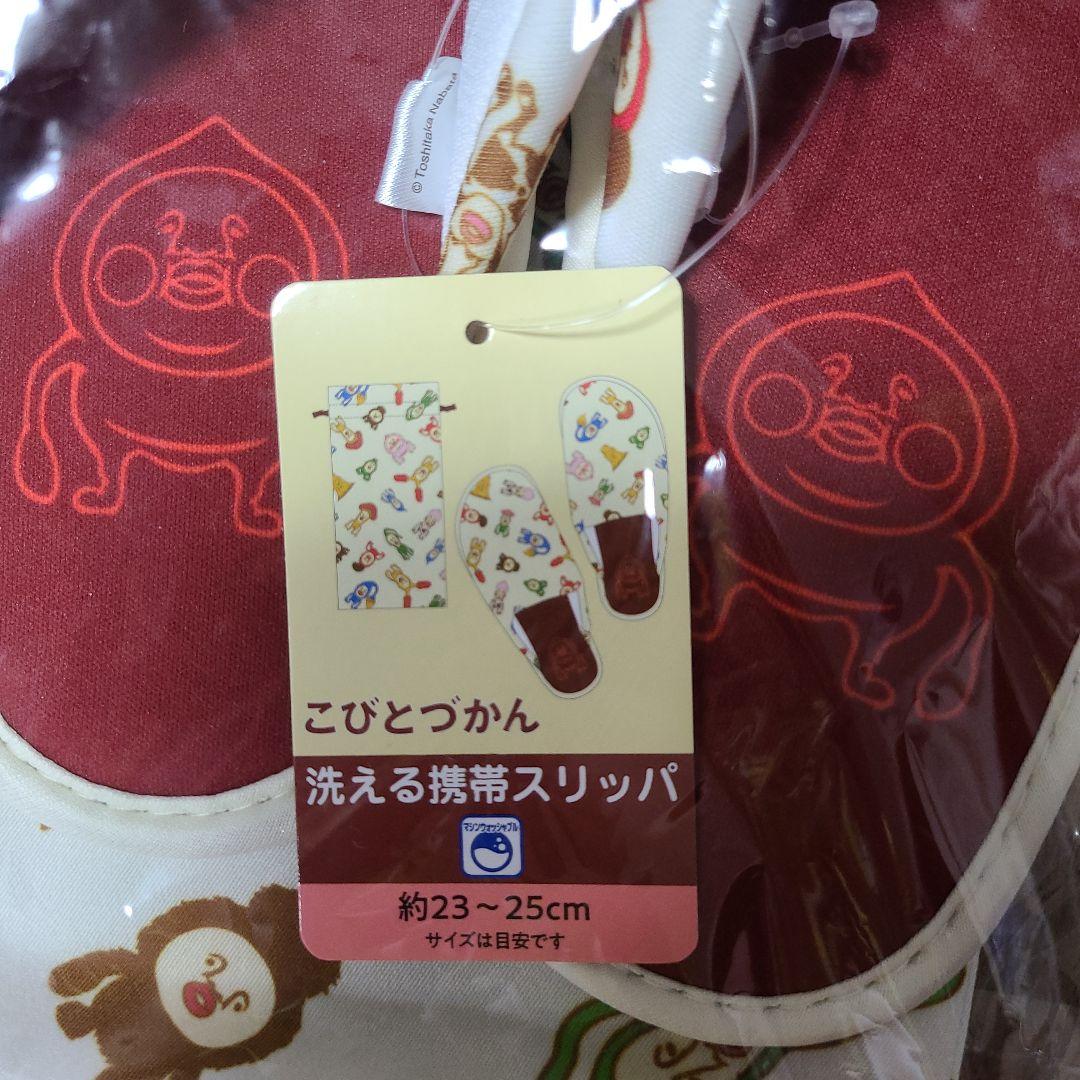 © Toshitaka Nabata
こびとづかん
洗える携帯スリッパ
マシンウォッシャブル
約23～25cm
サイズは目安です